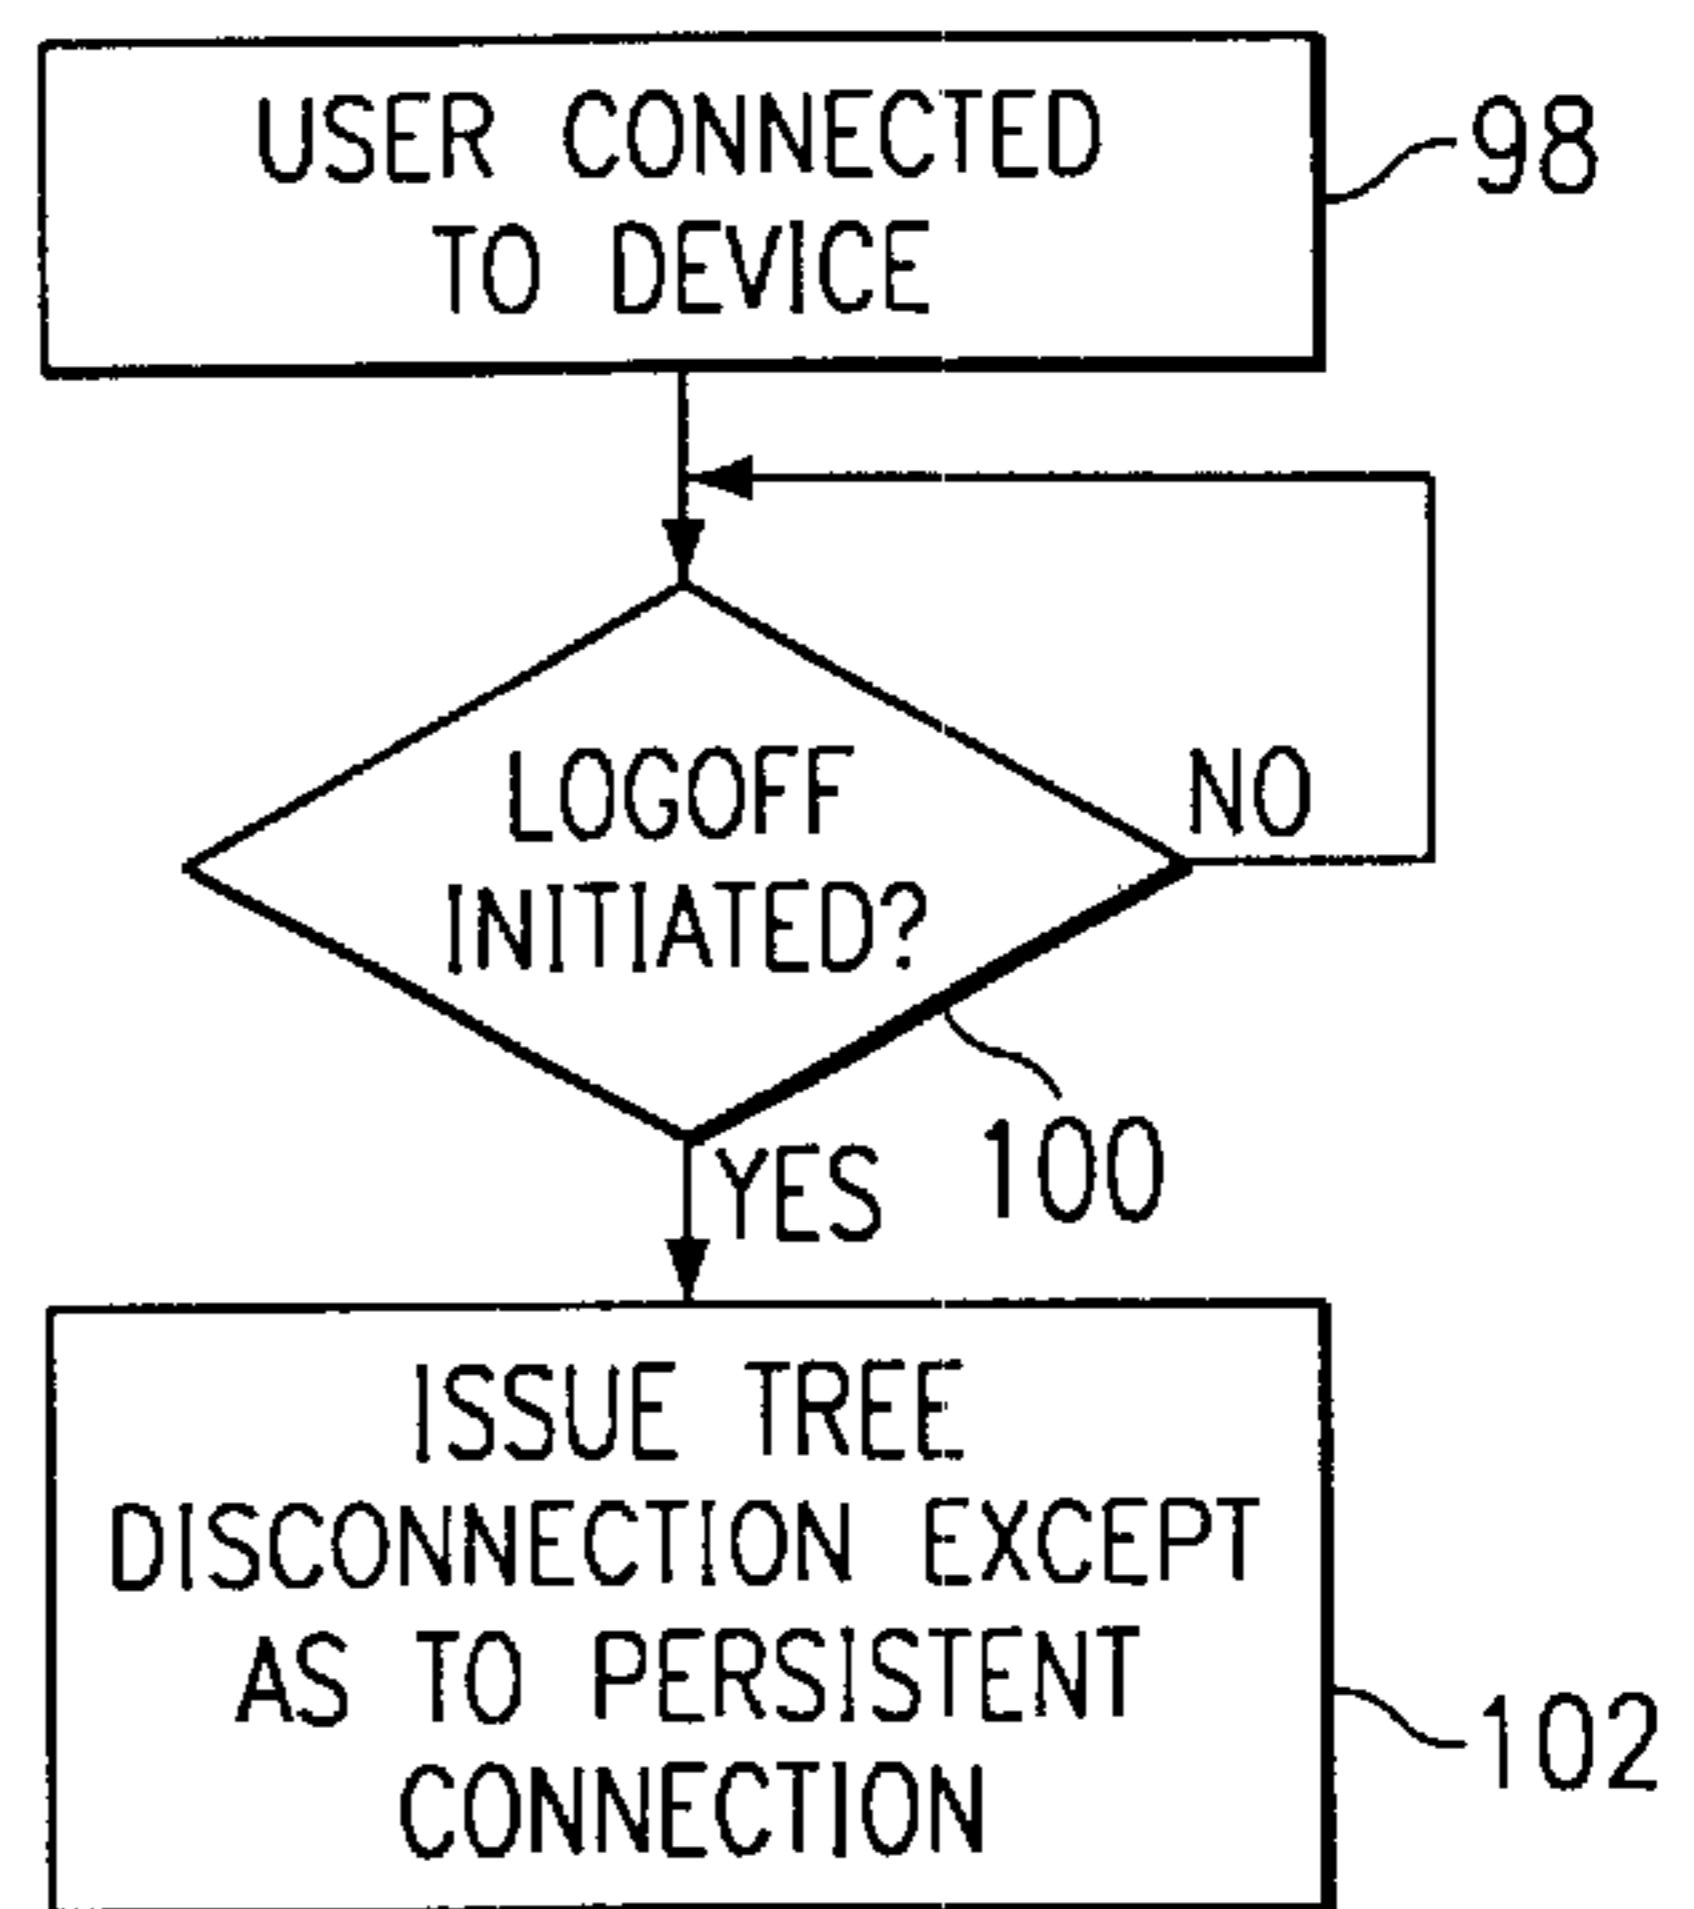 USER CONNECTED
TO DEVICE
98
LOGOFF
INITIATED?
NO
100
YES
ISSUE TREE
DISCONNECTION EXCEPT
AS TO PERSISTENT
CONNECTION
102